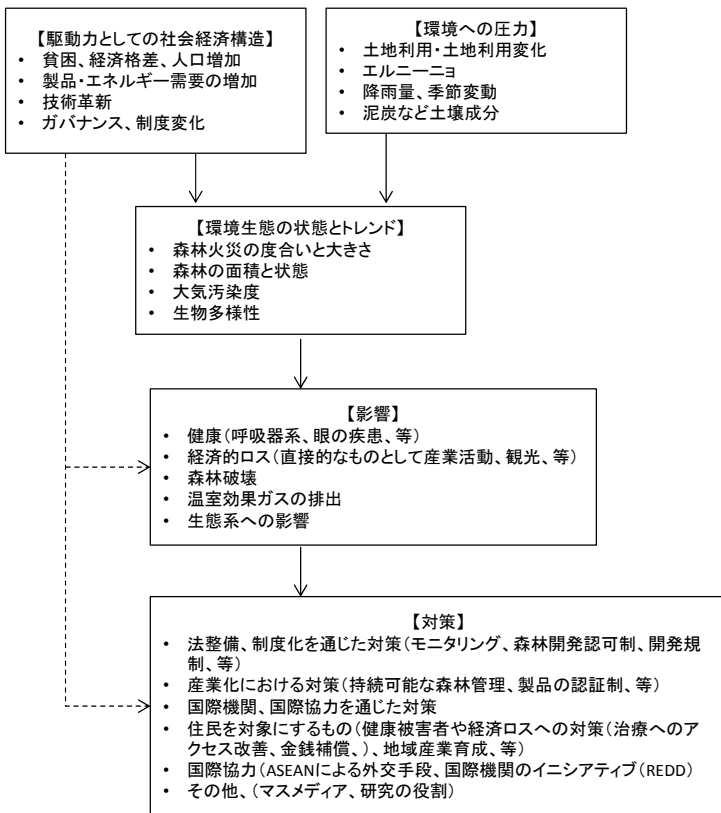 【駆動力としての社会経済構造】
• 貧困、経済格差、人口増加
• 製品・エネルギー需要の増加
• 技術革新
• ガバナンス、制度変化
【環境への圧力】
• 土地利用・土地利用変化
• エルニーニョ
• 降雨量、季節変動
• 泥炭など土壌成分
【環境生態の状態とトレンド】
• 森林火災の度合いと大きさ
• 森林の面積と状態
• 大気汚染度
• 生物多様性
【影響】
• 健康(呼吸器系、眼の疾患、等)
• 経済的ロス(直接的なものとして産業活動、観光、等)
• 森林破壊
• 温室効果ガスの排出
• 生態系への影響
【対策】
• 法整備、制度化を通じた対策(モニタリング、森林開発認可制、開発規
制、等)
• 産業化における対策(持続可能な森林管理、製品の認証制、等)
• 国際機関、国際協力を通じた対策
• 住民を対象にするもの(健康被害者や経済ロスへの対策(治療へのア
クセス改善、金銭補償、)、地域産業育成、等)
• 国際協力(ASEANによる外交手段、国際機関のイニシアティブ(REDD)
• その他、(マスメディア、研究の役割)